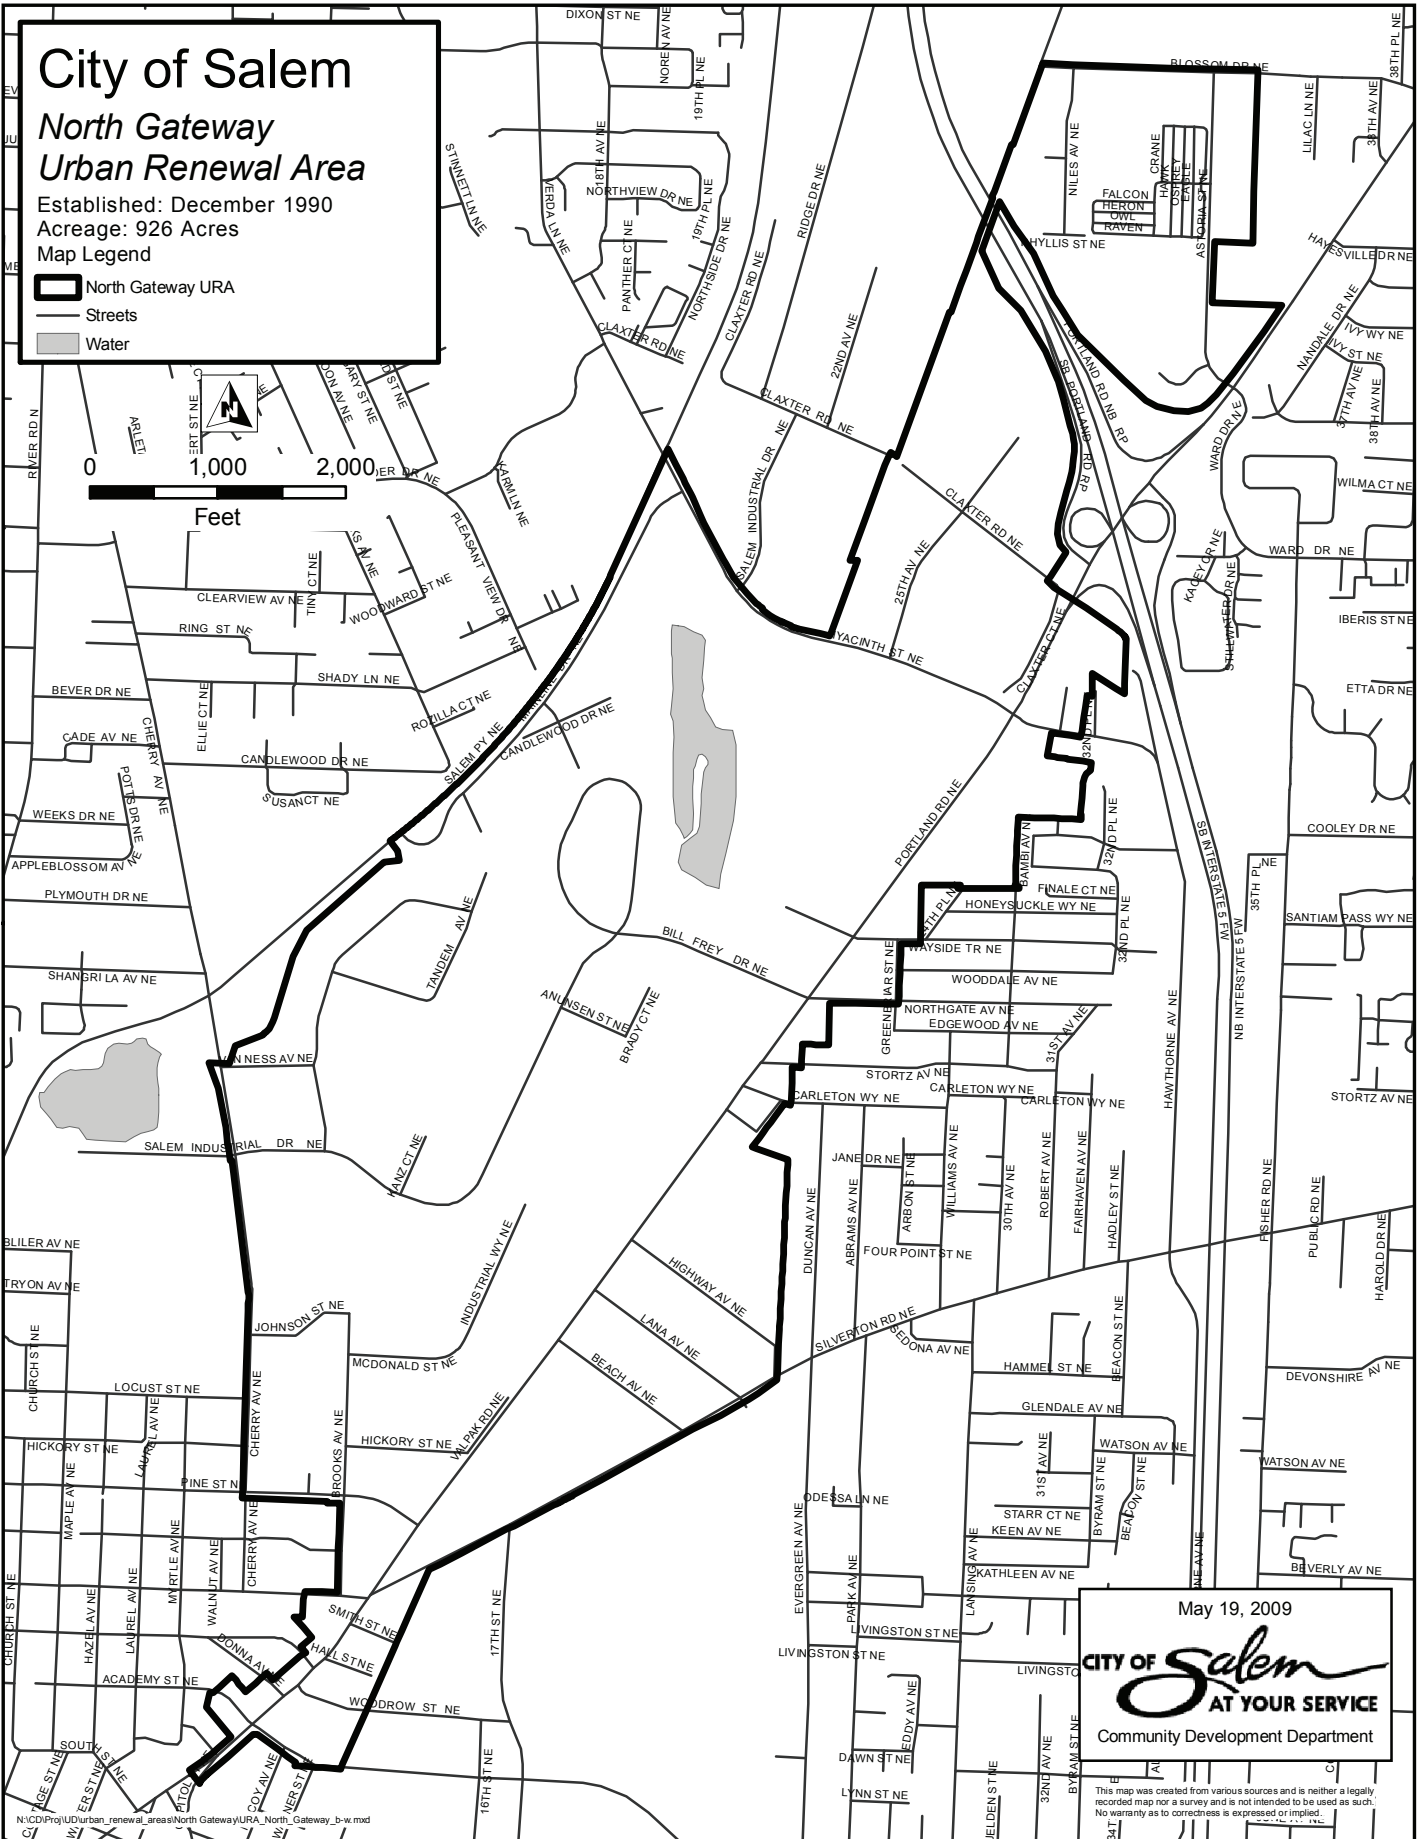 City of Salem
North Gateway
Urban Renewal Area
Established: December 1990
Acreage: 926 Acres
Map Legend
North Gateway URA
Streets
Water
N
0 1,000 2,000
Feet
DIXON ST NE
NOREN AV NE
19TH PL NE
18TH AV NE
STINNETT LN NE
VERDA LN NE
NORTHVIEW DR NE
19TH PL NE
PANTHER CT NE
NORTHSIDE DR NE
CLAXTER RD NE
CLAXTER RD NE
RIDGE DR NE
22ND AV NE
CLAXTER RD NE
BLOSSOM DR NE
NILES AV NE
CRANE
HAWK
OSPREY
EAGLE
FALCON
HERON
OWL
RAVEN
ASTORIA ST NE
PHYLLIS ST NE
LILAC LN NE
38TH AV NE
38TH PL NE
HAYESVILLE DR NE
NANDALE DR NE
IVY WY NE
IVY ST NE
37TH AV NE
38TH AV NE
WARD DR NE
WILMA CT NE
WARD DR NE
PORTLAND RD NB RP
SB PORTLAND RD RP
SALEM INDUSTRIAL DR NE
CLAXTER RD NE
25TH AV NE
KACEY CR NE
STILLWATER DR NE
IBERIS ST NE
ETTA DR NE
RIVER RD N
KARM LN NE
PLEASANT VIEW DR NE
TINY CT NE
CLEARVIEW AV NE
WOODWARD ST NE
RING ST NE
SHADY LN NE
BEVER DR NE
ELLIE CT NE
CHERRY AV NE
ROZILLA CT NE
CADE AV NE
CANDLEWOOD DR NE
SUSAN CT NE
POTTS DR NE
WEEKS DR NE
APPLEBLOSSOM AV NE
PLYMOUTH DR NE
SALEM PY NE
MAINLINE DR NE
CANDLEWOOD DR NE
HYACINTH ST NE
CLAXTER CT NE
32ND PL NE
PORTLAND RD NE
BAMBI AV N
32ND PL NE
FINALE CT NE
HONEYSUCKLE WY NE
WAYSIDE TR NE
32ND PL NE
WOODDALE AV NE
GREENBRIAR ST NE
NORTHGATE AV NE
EDGEWOOD AV NE
31ST AV NE
SB INTERSTATE 5 FW
NB INTERSTATE 5 FW
HAWTHORNE AV NE
35TH PL NE
COOLEY DR NE
SANTIAM PASS WY NE
SHANGRI LA AV NE
TANDEM AV NE
BILL FREY DR NE
ANUNSEN ST NE
BRADY CT NE
VAN NESS AV NE
SALEM INDUSTRIAL DR NE
HANZ CT NE
STORTZ AV NE
CARLETON WY NE
CARLETON WY NE
CARLETON WY NE
STORTZ AV NE
JANE DR NE
ARBON ST NE
WILLIAMS AV NE
30TH AV NE
ROBERT AV NE
FAIRHAVEN AV NE
HADLEY ST NE
DUNCAN AV NE
ABRAMS AV NE
FOUR POINT ST NE
FISHER RD NE
PUBLIC RD NE
HAROLD DR NE
TRYON AV NE
CHURCH ST NE
JOHNSON ST NE
INDUSTRIAL WY NE
MCDONALD ST NE
HIGHWAY AV NE
LANA AV NE
BEACH AV NE
SILVERTON RD NE
SEDONA AV NE
HAMMEL ST NE
BEACON ST NE
DEVONSHIRE AV NE
GLENDALE AV NE
LOCUST ST NE
LAUREL AV NE
CHERRY AV NE
BROOKS AV NE
HICKORY ST NE
HICKORY ST NE
VALPAK RD NE
PINE ST NE
MAPLE AV NE
HAZEL AV NE
LAUREL AV NE
MYRTLE AV NE
WALNUT AV NE
CHERRY AV NE
CHURCH ST NE
WATSON AV NE
31ST AV NE
BYRAM ST NE
BEACON ST NE
WATSON AV NE
ODESSA LN NE
STARR CT NE
KEEN AV NE
KATHLEEN AV NE
BEVERLY AV NE
EVERGREEN AV NE
PARK AV NE
LANSING AV NE
SMITH ST NE
HALL ST NE
DONNA AV NE
ACADEMY ST NE
WOODROW ST NE
17TH ST NE
16TH ST NE
SOUTH ST NE
LIVINGSTON ST NE
LIVINGSTON ST NE
LIVINGSTO
EDDY AV NE
DAWN ST NE
LYNN ST NE
32ND AV NE
BYRAM ST NE
May 19, 2009
CITY OF Salem
AT YOUR SERVICE
Community Development Department
This map was created from various sources and is neither a legally
recorded map nor a survey and is not intended to be used as such.
No warranty as to correctness is expressed or implied.
N:\CD\Proj\UD\urban_renewal_areas\North Gateway\URA_North_Gateway_b-w.mxd